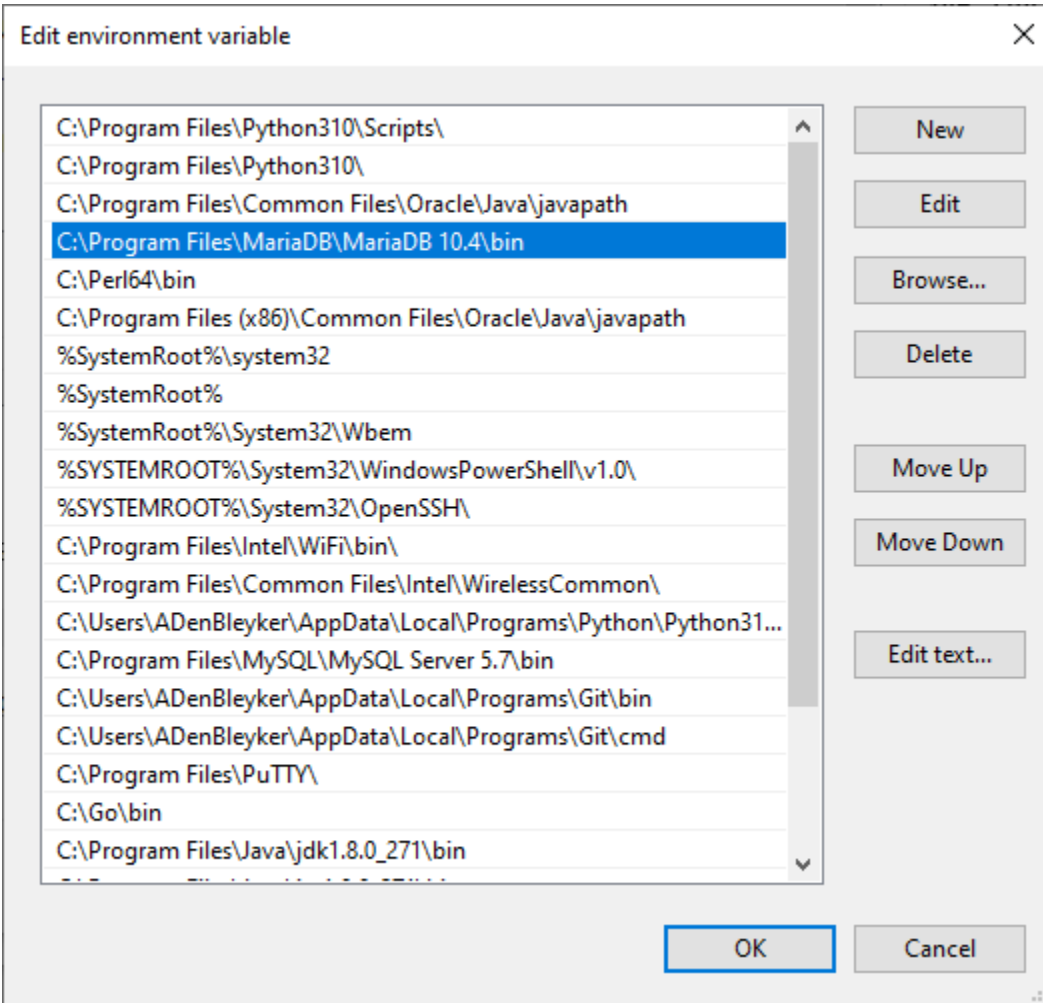 Edit environment variable
C:\Program Files\Python310\Scripts\
C:\Program Files\Python310\
C:\Program Files\Common Files\Oracle\Java\javapath
C:\Program Files\MariaDB\MariaDB 10.4\bin
C:\Perl64\bin
C:\Program Files (x86)\Common Files\Oracle\Java\javapath
%SystemRoot%\system32
%SystemRoot%
%SystemRoot%\System32\Wbem
%SYSTEMROOT%\System32\WindowsPowerShell\v1.0\
%SYSTEMROOT%\System32\OpenSSH\
C:\Program Files\Intel\WiFi\bin\
C:\Program Files\Common Files\Intel\WirelessCommon\
C:\Users\ADenBleyker\AppData\Local\Programs\Python\Python31...
C:\Program Files\MySQL\MySQL Server 5.7\bin
C:\Users\ADenBleyker\AppData\Local\Programs\Git\bin
C:\Users\ADenBleyker\AppData\Local\Programs\Git\cmd
C:\Program Files\PuTTY\
C:\Go\bin
C:\Program Files\Java\jdk1.8.0_271\bin
New
Edit
Browse...
Delete
Move Up
Move Down
Edit text...
OK
Cancel